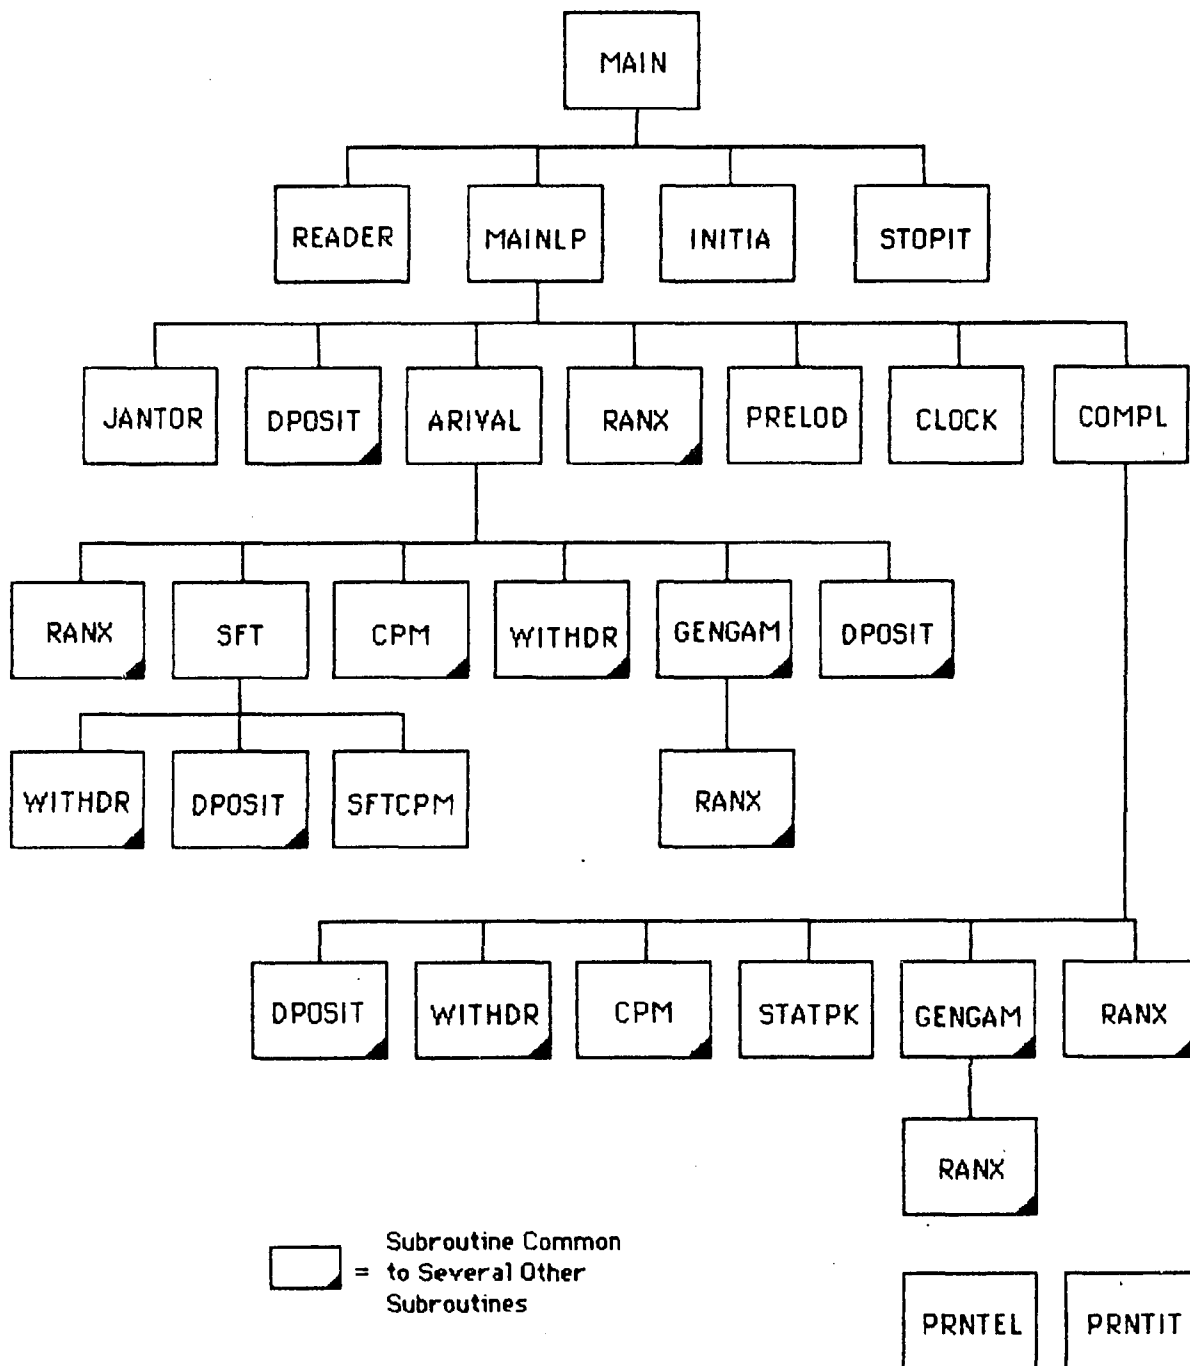 MAIN
READER MAINLP INITIA STOPIT
JANTOR DPOSIT ARIVAL RANX PRELOD CLOCK COMPL
RANX SFT CPM WITHDR GENGAM DPOSIT
WITHDR DPOSIT SFTCPM RANX
DPOSIT WITHDR CPM STATPK GENGAM RANX
RANX
Subroutine Common
= to Several Other
Subroutines
PRNTEL PRNTIT